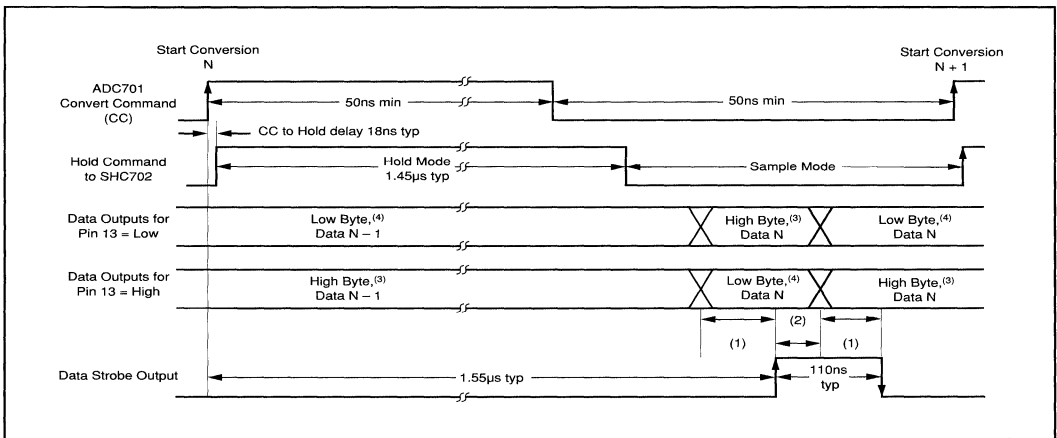 Start Conversion
N
Start Conversion
N + 1
ADC701
Convert Command
(CC)
50ns min
50ns min
CC to Hold delay 18ns typ
Hold Command
to SHC702
Hold Mode
1.45µs typ
Sample Mode
Data Outputs for
Pin 13 = Low
Low Byte,(4)
Data N – 1
High Byte,(3)
Data N
Low Byte,(4)
Data N
Data Outputs for
Pin 13 = High
High Byte,(3)
Data N – 1
Low Byte,(4)
Data N
High Byte,(3)
Data N
(1)
(2)
(1)
Data Strobe Output
1.55µs typ
110ns
typ